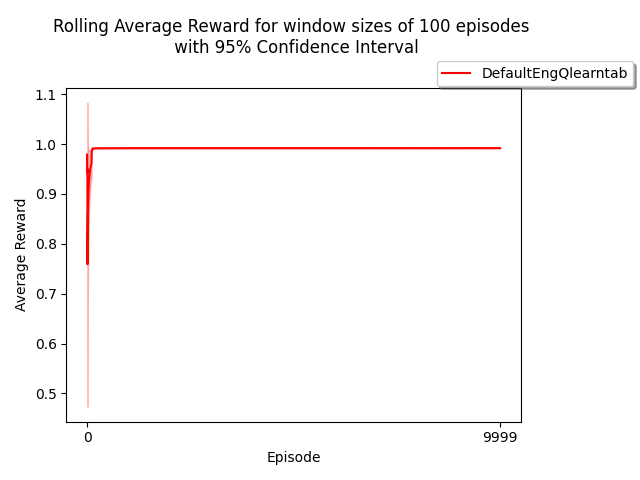 Rolling Average Reward for window sizes of 100 episodes
with 95% Confidence Interval
DefaultEngQlearntab
1.1
1.0
0.9
0.8
0.7
0.6
0.5
Average Reward
0 9999
Episode